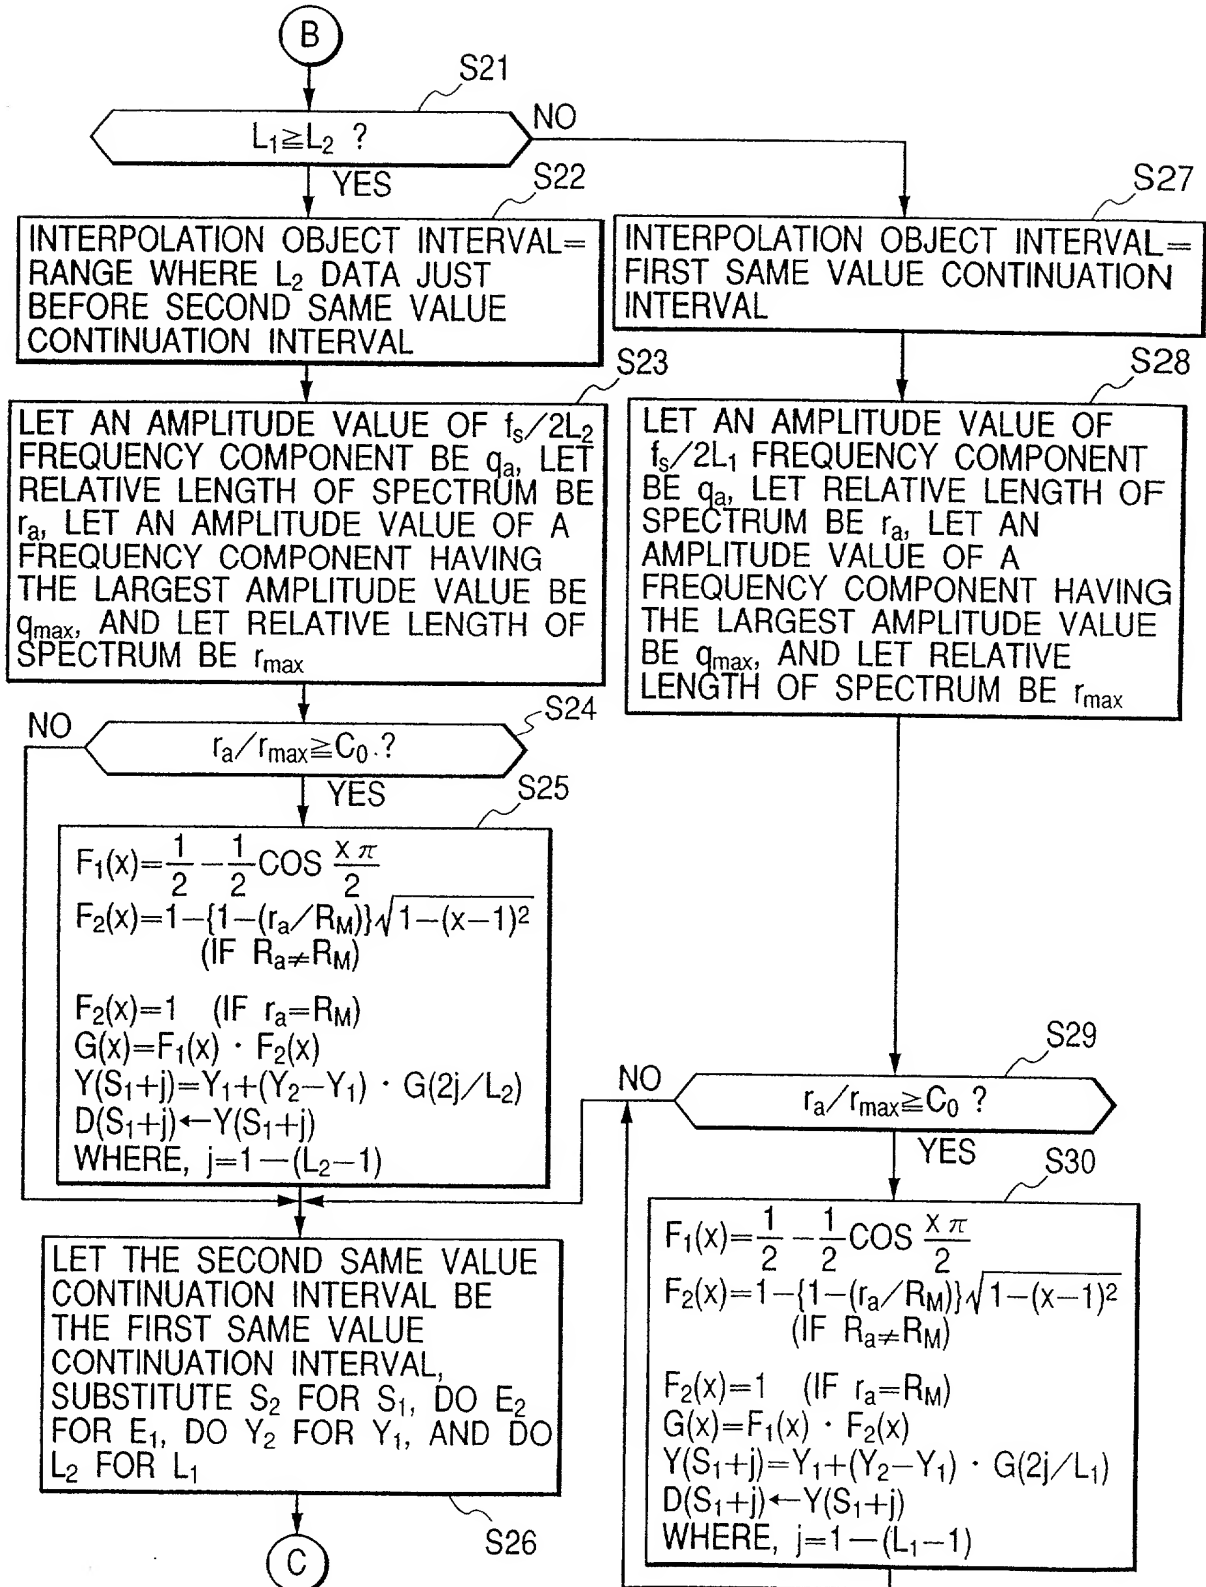 B
S21
L₁≧L₂ ?
NO
YES
S22
INTERPOLATION OBJECT INTERVAL=
RANGE WHERE L₂ DATA JUST
BEFORE SECOND SAME VALUE
CONTINUATION INTERVAL
S27
INTERPOLATION OBJECT INTERVAL=
FIRST SAME VALUE CONTINUATION
INTERVAL
S23
LET AN AMPLITUDE VALUE OF fₛ/2L₂
FREQUENCY COMPONENT BE qₐ, LET
RELATIVE LENGTH OF SPECTRUM BE
rₐ, LET AN AMPLITUDE VALUE OF A
FREQUENCY COMPONENT HAVING
THE LARGEST AMPLITUDE VALUE BE
qmax, AND LET RELATIVE LENGTH OF
SPECTRUM BE rmax
S28
LET AN AMPLITUDE VALUE OF
fₛ/2L₁ FREQUENCY COMPONENT
BE qₐ, LET RELATIVE LENGTH OF
SPECTRUM BE rₐ, LET AN
AMPLITUDE VALUE OF A
FREQUENCY COMPONENT HAVING
THE LARGEST AMPLITUDE VALUE
BE qmax, AND LET RELATIVE
LENGTH OF SPECTRUM BE rmax
S24
NO
rₐ/rmax≧C₀ ?
YES
S25
F₁(x)=1/2−1/2 COS xπ/2
F₂(x)=1−{1−(rₐ/R_M)}√1−(x−1)²
(IF Rₐ≠R_M)
F₂(x)=1 (IF rₐ=R_M)
G(x)=F₁(x) · F₂(x)
Y(S₁+j)=Y₁+(Y₂−Y₁) · G(2j/L₂)
D(S₁+j)←Y(S₁+j)
WHERE, j=1−(L₂−1)
S29
NO
rₐ/rmax≧C₀ ?
YES
S30
F₁(x)=1/2−1/2 COS xπ/2
F₂(x)=1−{1−(rₐ/R_M)}√1−(x−1)²
(IF Rₐ≠R_M)
F₂(x)=1 (IF rₐ=R_M)
G(x)=F₁(x) · F₂(x)
Y(S₁+j)=Y₁+(Y₂−Y₁) · G(2j/L₁)
D(S₁+j)←Y(S₁+j)
WHERE, j=1−(L₁−1)
LET THE SECOND SAME VALUE
CONTINUATION INTERVAL BE
THE FIRST SAME VALUE
CONTINUATION INTERVAL,
SUBSTITUTE S₂ FOR S₁, DO E₂
FOR E₁, DO Y₂ FOR Y₁, AND DO
L₂ FOR L₁
S26
C